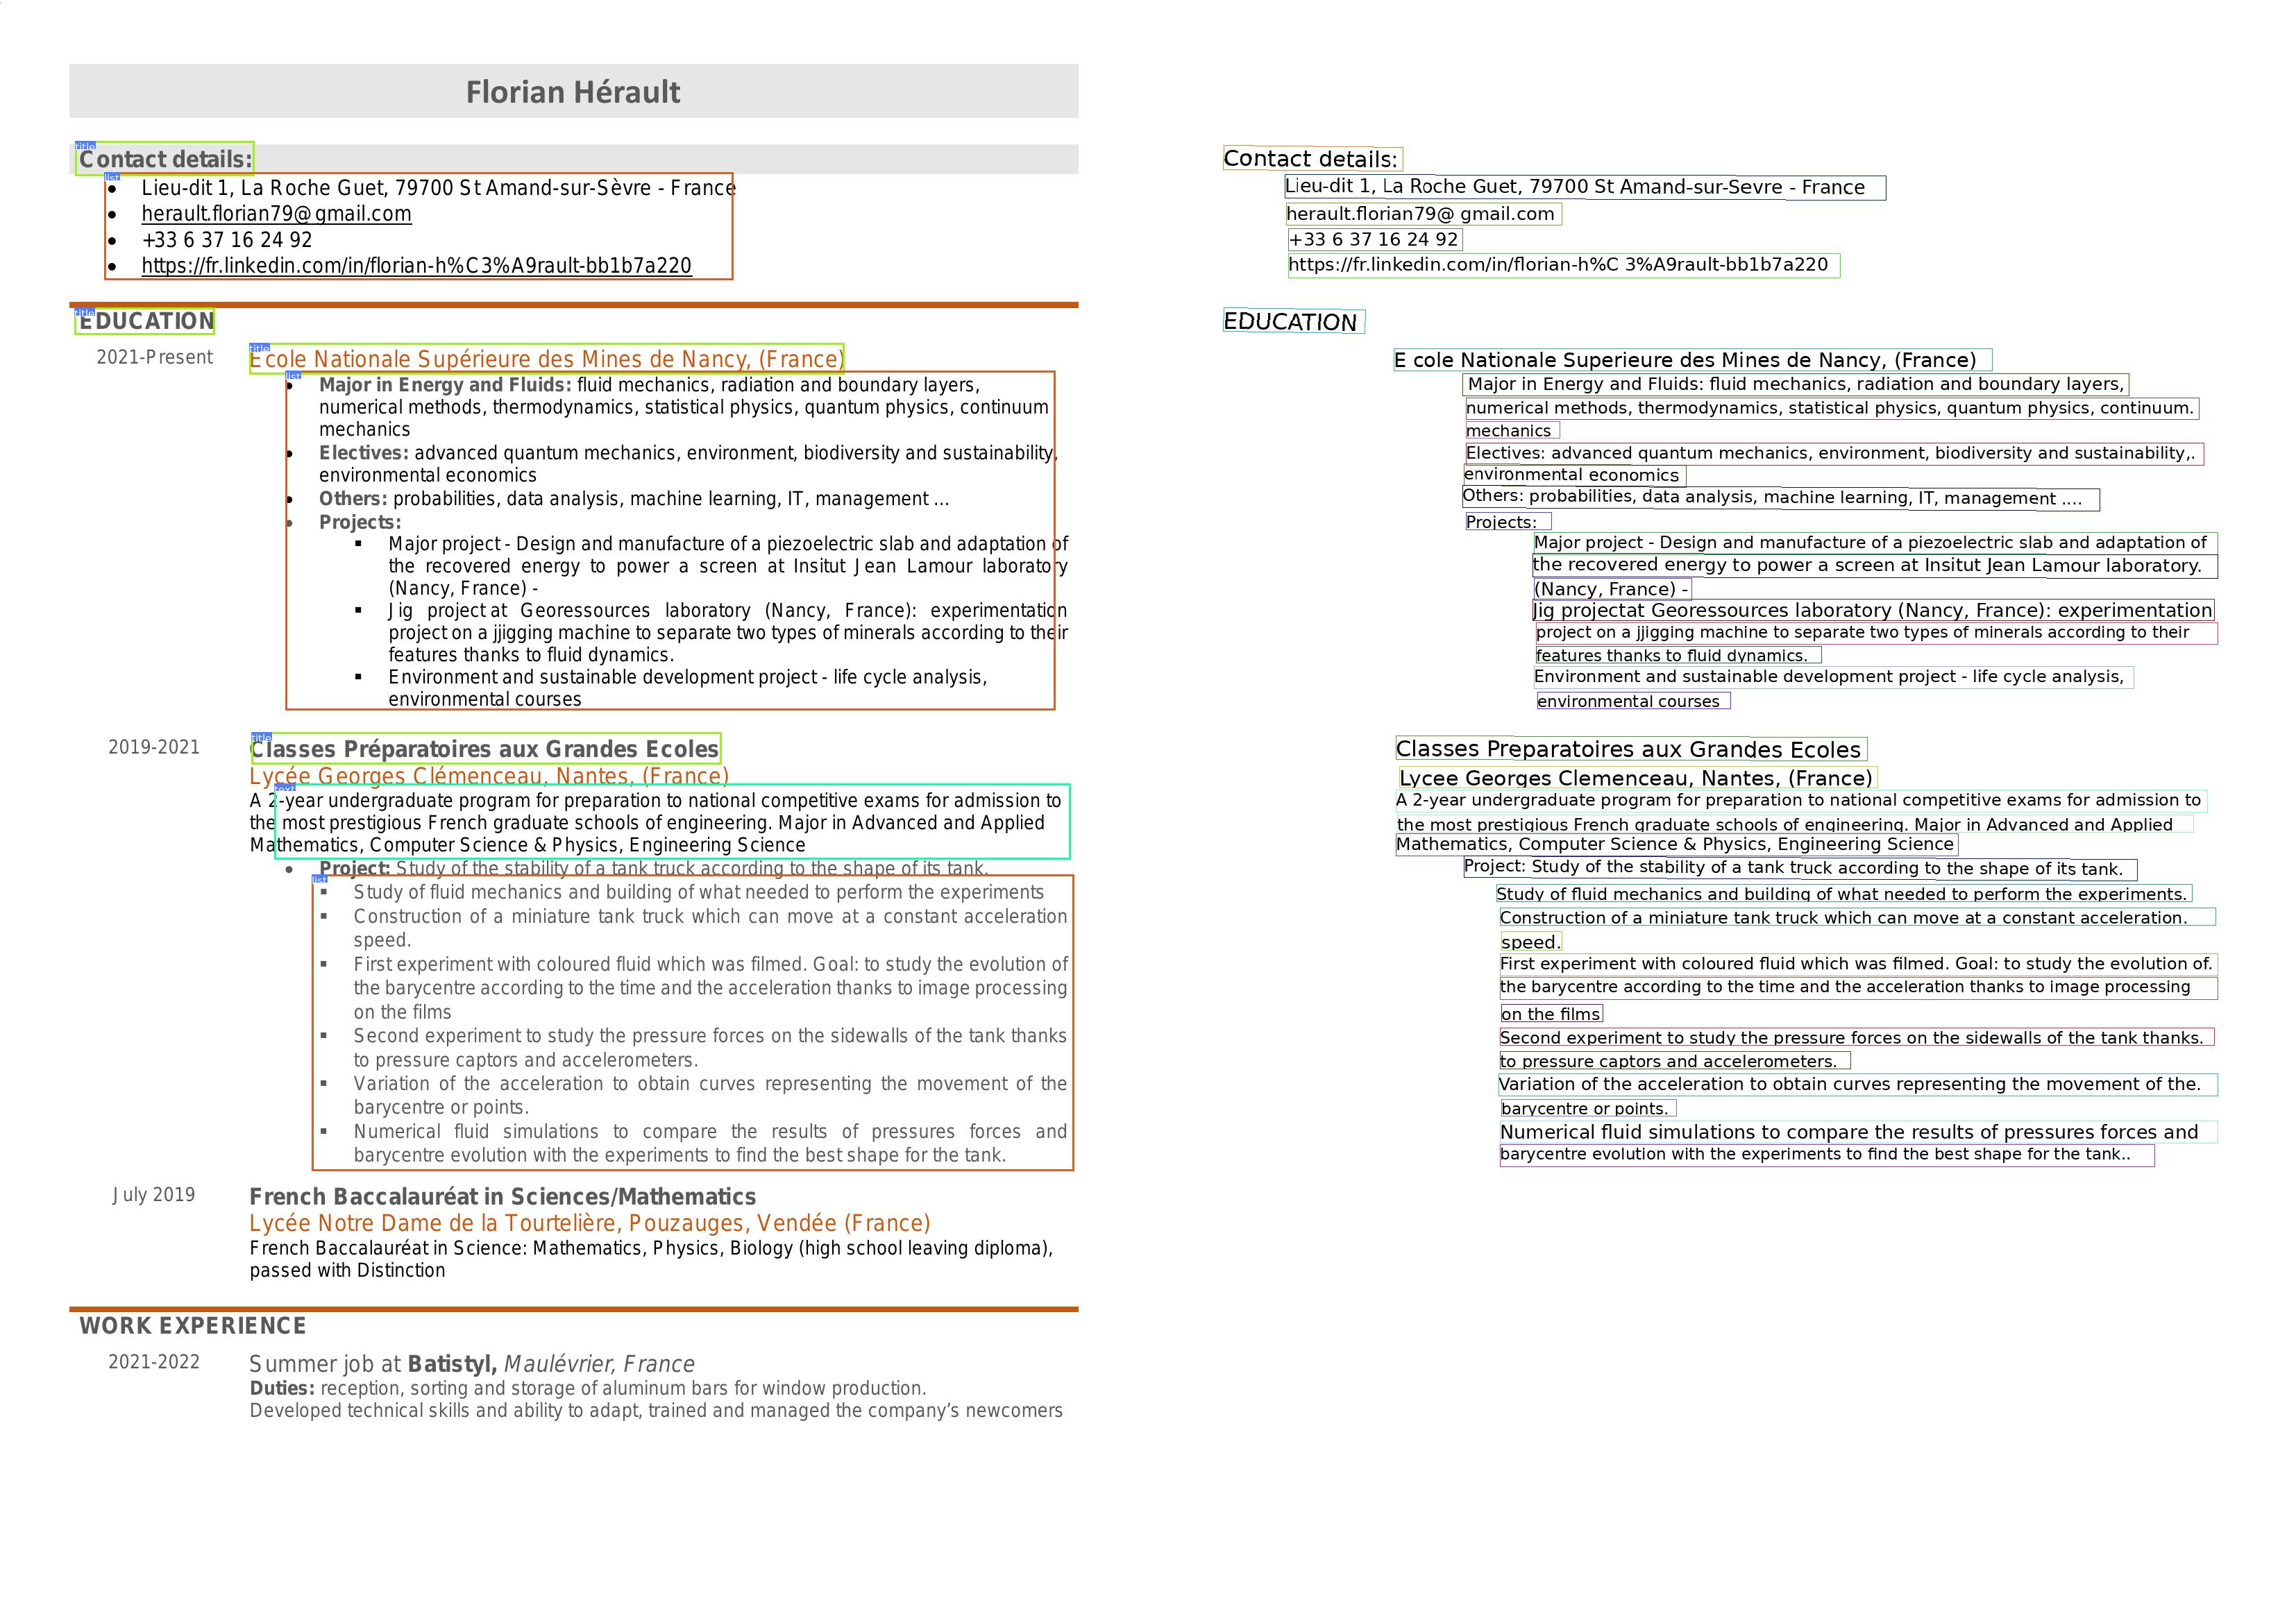 Florian Hérault
title
Contact details:
list
• Lieu-dit 1, La Roche Guet, 79700 St Amand-sur-Sèvre - France
• herault.florian79@gmail.com
• +33 6 37 16 24 92
• https://fr.linkedin.com/in/florian-h%C3%A9rault-bb1b7a220
title
EDUCATION
2021-Present
title
Ecole Nationale Supérieure des Mines de Nancy, (France)
list
• Major in Energy and Fluids: fluid mechanics, radiation and boundary layers,
numerical methods, thermodynamics, statistical physics, quantum physics, continuum
mechanics
• Electives: advanced quantum mechanics, environment, biodiversity and sustainability,
environmental economics
• Others: probabilities, data analysis, machine learning, IT, management …
• Projects:
▪ Major project - Design and manufacture of a piezoelectric slab and adaptation of
the recovered energy to power a screen at Insitut Jean Lamour laboratory
(Nancy, France) -
▪ Jig project at Georessources laboratory (Nancy, France): experimentation
project on a jjigging machine to separate two types of minerals according to their
features thanks to fluid dynamics.
▪ Environment and sustainable development project - life cycle analysis,
environmental courses
2019-2021
title
Classes Préparatoires aux Grandes Ecoles
Lycée Georges Clémenceau, Nantes, (France)
text
A 2-year undergraduate program for preparation to national competitive exams for admission to
the most prestigious French graduate schools of engineering. Major in Advanced and Applied
Mathematics, Computer Science & Physics, Engineering Science
• Project: Study of the stability of a tank truck according to the shape of its tank.
list
▪ Study of fluid mechanics and building of what needed to perform the experiments
▪ Construction of a miniature tank truck which can move at a constant acceleration
speed.
▪ First experiment with coloured fluid which was filmed. Goal: to study the evolution of
the barycentre according to the time and the acceleration thanks to image processing
on the films
▪ Second experiment to study the pressure forces on the sidewalls of the tank thanks
to pressure captors and accelerometers.
▪ Variation of the acceleration to obtain curves representing the movement of the
barycentre or points.
▪ Numerical fluid simulations to compare the results of pressures forces and
barycentre evolution with the experiments to find the best shape for the tank.
July 2019
French Baccalauréat in Sciences/Mathematics
Lycée Notre Dame de la Tourtelière, Pouzauges, Vendée (France)
French Baccalauréat in Science: Mathematics, Physics, Biology (high school leaving diploma),
passed with Distinction
WORK EXPERIENCE
2021-2022
Summer job at Batistyl, Maulévrier, France
Duties: reception, sorting and storage of aluminum bars for window production.
Developed technical skills and ability to adapt, trained and managed the company’s newcomers
Contact details:
Lieu-dit 1, La Roche Guet, 79700 St Amand-sur-Sevre - France
herault.florian79@ gmail.com
+33 6 37 16 24 92
https://fr.linkedin.com/in/florian-h%C 3%A9rault-bb1b7a220
EDUCATION
E cole Nationale Superieure des Mines de Nancy, (France)
Major in Energy and Fluids: fluid mechanics, radiation and boundary layers,
numerical methods, thermodynamics, statistical physics, quantum physics, continuum.
mechanics
Electives: advanced quantum mechanics, environment, biodiversity and sustainability,.
environmental economics
Others: probabilities, data analysis, machine learning, IT, management ....
Projects:
Major project - Design and manufacture of a piezoelectric slab and adaptation of
the recovered energy to power a screen at Insitut Jean Lamour laboratory.
(Nancy, France) -
Jig projectat Georessources laboratory (Nancy, France): experimentation
project on a jjigging machine to separate two types of minerals according to their
features thanks to fluid dynamics.
Environment and sustainable development project - life cycle analysis,
environmental courses
Classes Preparatoires aux Grandes Ecoles
Lycee Georges Clemenceau, Nantes, (France)
A 2-year undergraduate program for preparation to national competitive exams for admission to
the most prestigious French graduate schools of engineering. Major in Advanced and Applied
Mathematics, Computer Science & Physics, Engineering Science
Project: Study of the stability of a tank truck according to the shape of its tank.
Study of fluid mechanics and building of what needed to perform the experiments.
Construction of a miniature tank truck which can move at a constant acceleration.
speed.
First experiment with coloured fluid which was filmed. Goal: to study the evolution of.
the barycentre according to the time and the acceleration thanks to image processing
on the films
Second experiment to study the pressure forces on the sidewalls of the tank thanks.
to pressure captors and accelerometers.
Variation of the acceleration to obtain curves representing the movement of the.
barycentre or points.
Numerical fluid simulations to compare the results of pressures forces and
barycentre evolution with the experiments to find the best shape for the tank..